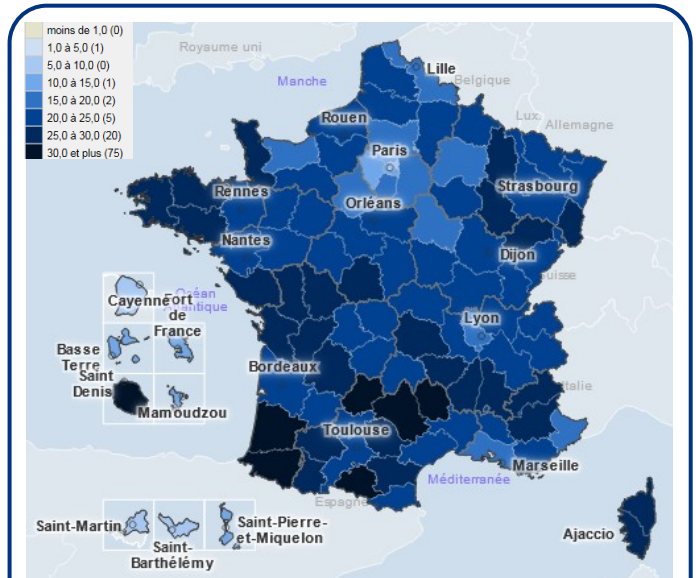 moins de 1,0 (0)
1,0 à 5,0 (1)
5,0 à 10,0 (0)
10,0 à 15,0 (1)
15,0 à 20,0 (2)
20,0 à 25,0 (5)
25,0 à 30,0 (20)
30,0 et plus (75)
Royaume uni
Manche
Lille
Belgique
Lux.
Allemagne
Rouen
Paris
Strasbourg
Rennes
Orléans
Nantes
Dijon
Suisse
Océan
Atlantique
Cayenne
Fort
de
France
Basse
Terre
Saint
Denis
Mamoudzou
Lyon
Bordeaux
Italie
Toulouse
Marseille
Méditerranée
Espagne
Ajaccio
Saint-Martin
Saint-
Barthélémy
Saint-Pierre-
et-Miquelon